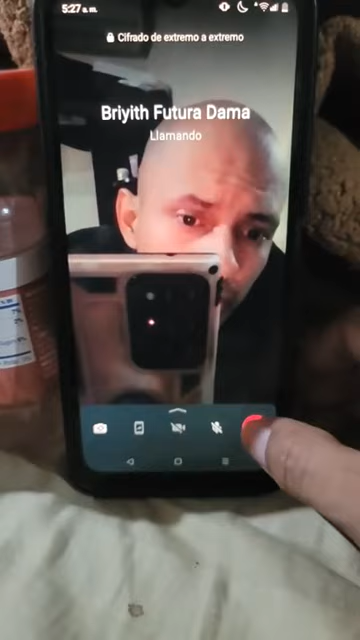 5:27 a. m.
Cifrado de extremo a extremo
Briyith Futura Dama
Llamando